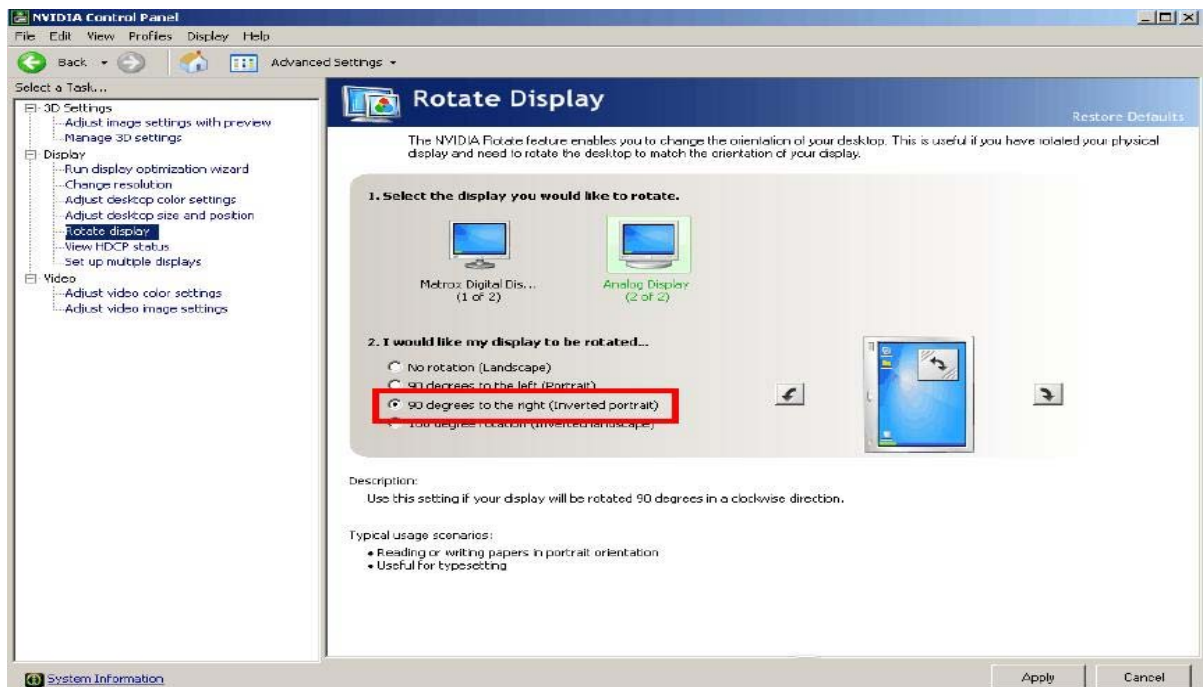 NVIDIA Control Panel
File Edit View Profiles Display Help
Back Advanced Settings
Select a Task...
3D Settings
Adjust image settings with preview
Manage 3D settings
Display
Run display optimization wizard
Change resolution
Adjust desktop color settings
Adjust desktop size and position
Rotate display
View HDCP status
Set up multiple displays
Video
Adjust video color settings
Adjust video image settings
System Information
Rotate Display
Restore Defaults
The NVIDIA Rotate feature enables you to change the orientation of your desktop. This is useful if you have rotated your physical
display and need to rotate the desktop to match the orientation of your display.
1. Select the display you would like to rotate.
Matrox Digital Dis...
(1 of 2)
Analog Display
(2 of 2)
2. I would like my display to be rotated...
No rotation (Landscape)
90 degrees to the left (Portrait)
90 degrees to the right (Inverted portrait)
180 degree rotation (Inverted landscape)
Description:
Use this setting if your display will be rotated 90 degrees in a clockwise direction.
Typical usage scenarios:
• Reading or writing papers in portrait orientation
• Useful for typesetting
Apply Cancel